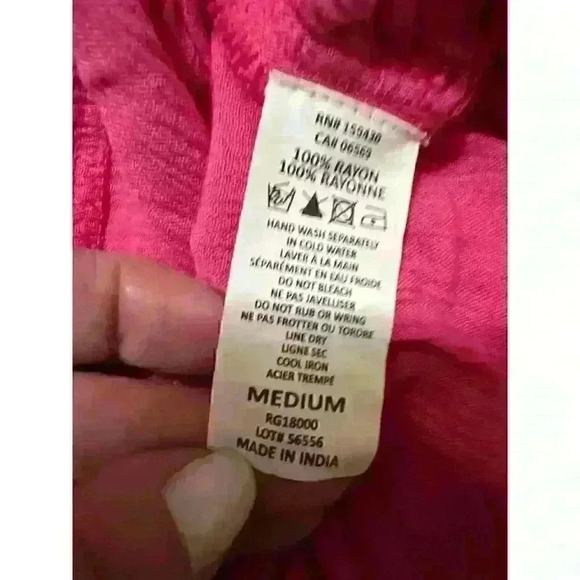 RN# 159430
CA# 06569
100% RAYON
100% RAYONNE
HAND WASH SEPARATELY
IN COLD WATER
LAVER À LA MAIN
SÉPARÉMENT EN EAU FROIDE
DO NOT BLEACH
NE PAS JAVELLISER
DO NOT RUB OR WRING
NE PAS FROTTER OU TORDRE
LINE DRY
LIGNE SEC
COOL IRON
ACIER TREMPÉ
MEDIUM
RG18000
LOT# 56556
MADE IN INDIA